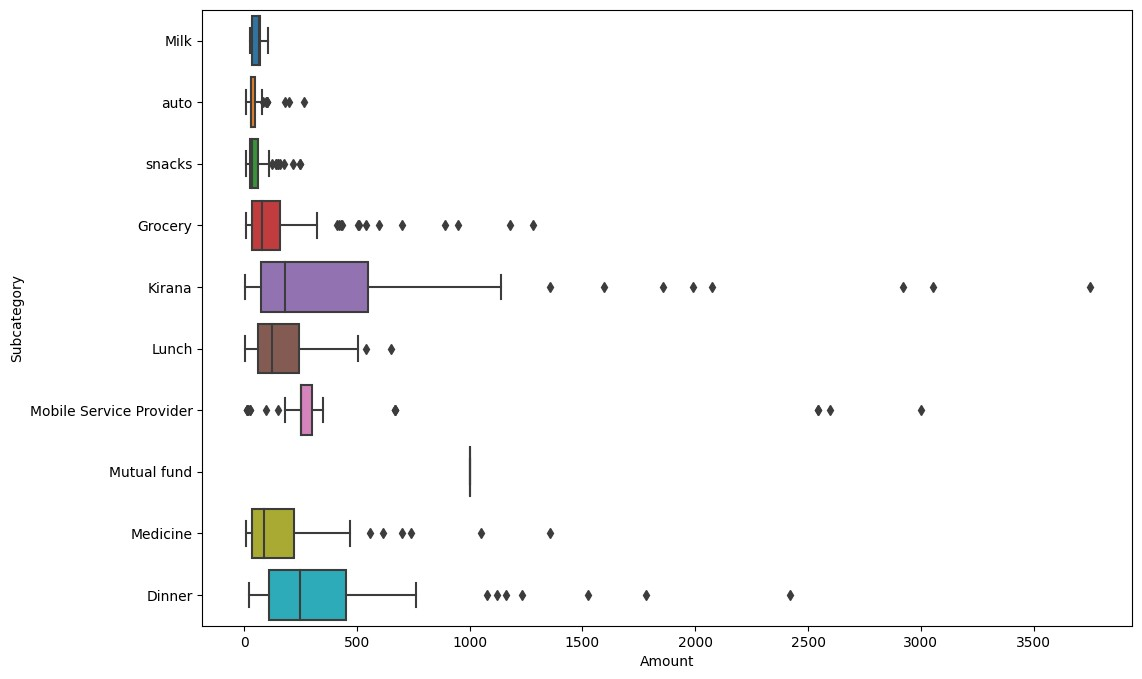 Milk
auto
snacks
Grocery
Kirana
Lunch
Mobile Service Provider
Mutual fund
Medicine
Dinner
Subcategory
0 500 1000 1500 2000 2500 3000 3500
Amount